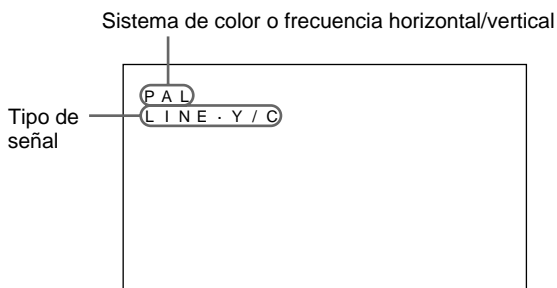 Sistema de color o frecuencia horizontal/vertical
PAL
LINE·Y/C
Tipo de
señal